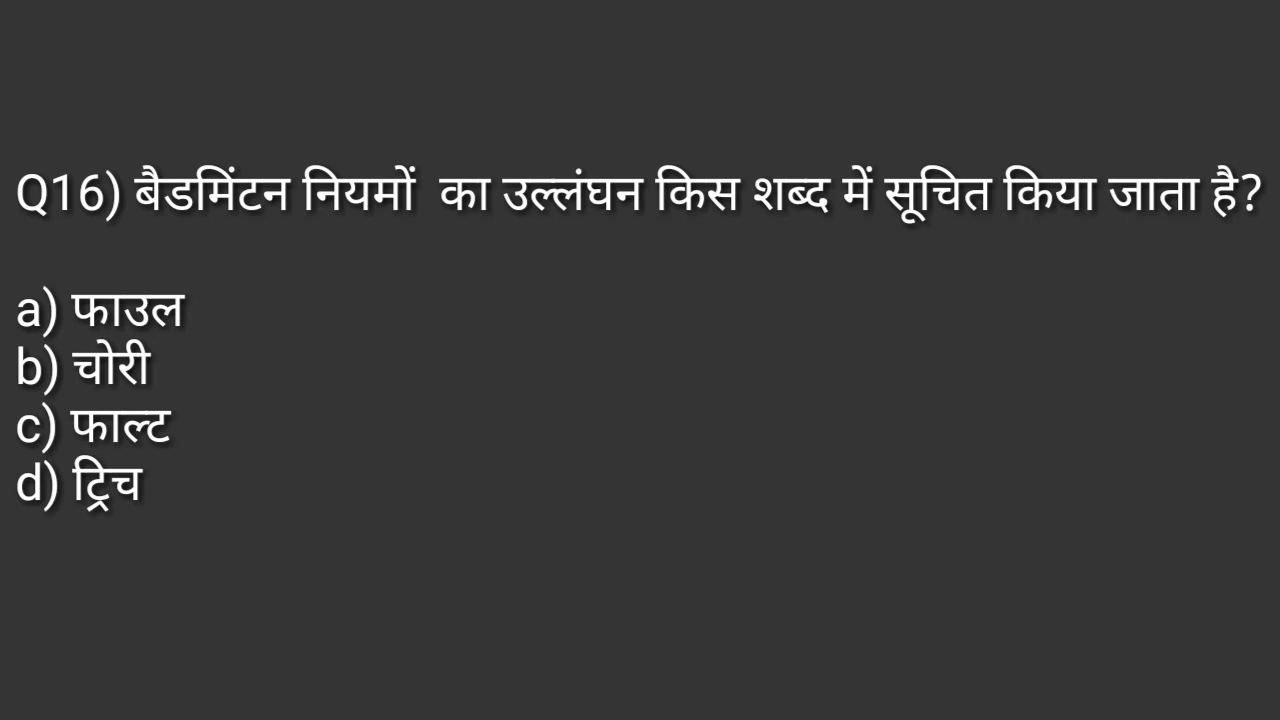 Q16) बैडमिंटन नियमों  का उल्लंघन किस शब्द में सूचित किया जाता है?
a) फाउल
b) चोरी
c) फाल्ट
d) ट्रिच